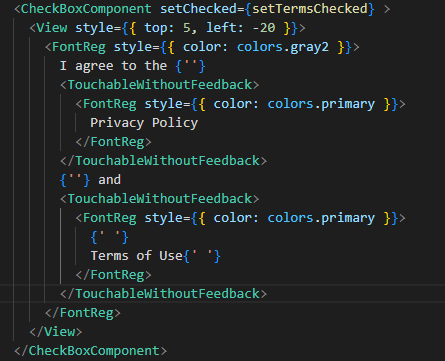 <CheckBoxComponent setChecked={setTermsChecked} >
<View style={{ top: 5, left: -20 }}>
<FontReg style={{ color: colors.gray2 }}>
I agree to the {''}
<TouchableWithoutFeedback>
<FontReg style={{ color: colors.primary }}>
Privacy Policy
</FontReg>
</TouchableWithoutFeedback>
{''} and
<TouchableWithoutFeedback>
<FontReg style={{ color: colors.primary }}>
{' '}
Terms of Use{' '}
</FontReg>
</TouchableWithoutFeedback>
</FontReg>
</View>
</CheckBoxComponent>